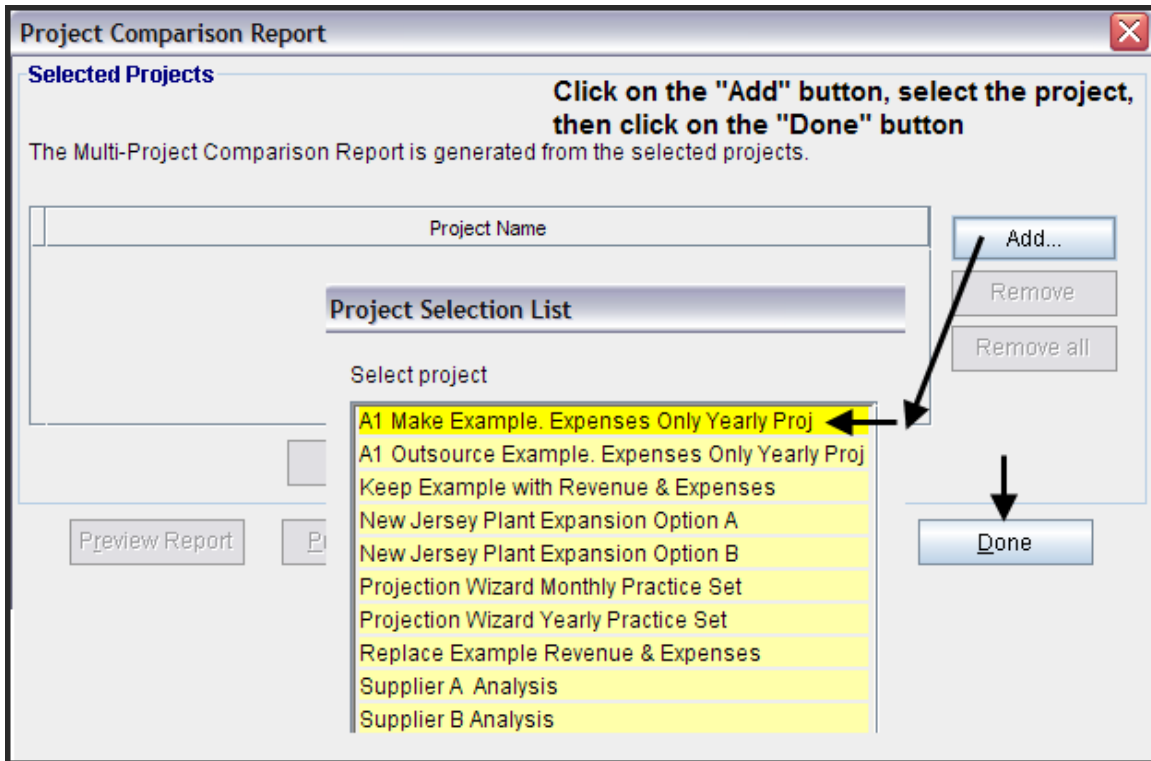 Project Comparison Report
Selected Projects
Click on the "Add" button, select the project,
then click on the "Done" button
The Multi-Project Comparison Report is generated from the selected projects.
Project Name
Add...
Remove
Remove all
Project Selection List
Select project
A1 Make Example. Expenses Only Yearly Proj
A1 Outsource Example. Expenses Only Yearly Proj
Keep Example with Revenue & Expenses
New Jersey Plant Expansion Option A
New Jersey Plant Expansion Option B
Projection Wizard Monthly Practice Set
Projection Wizard Yearly Practice Set
Replace Example Revenue & Expenses
Supplier A Analysis
Supplier B Analysis
Preview Report
Done